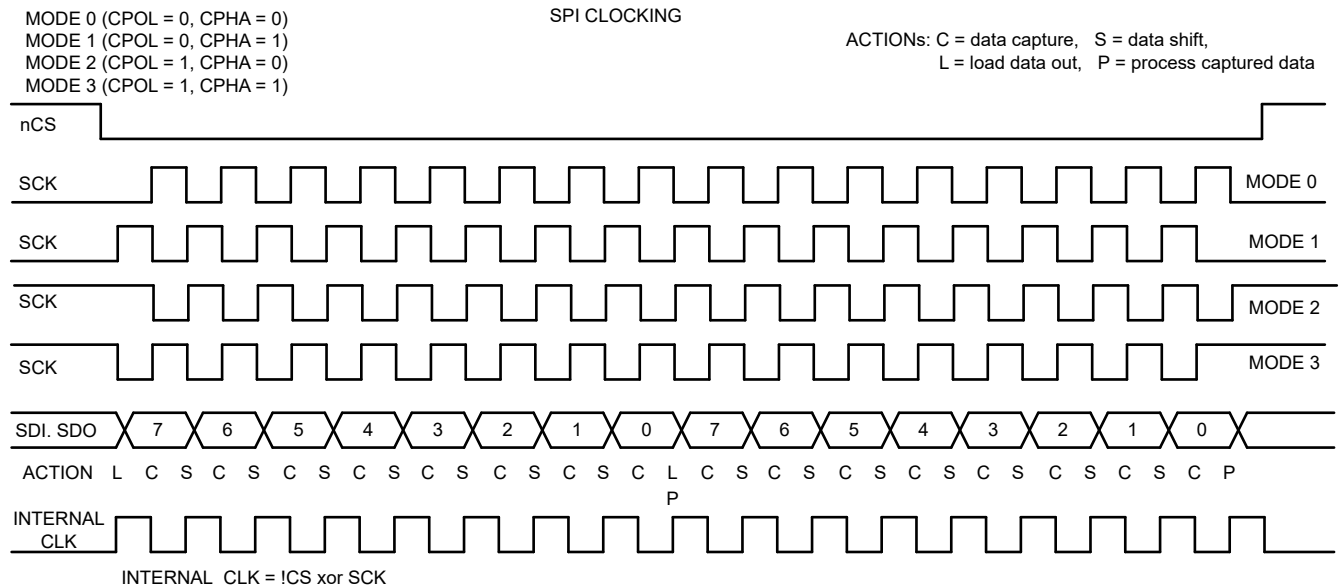 SPI CLOCKING
MODE 0 (CPOL = 0, CPHA = 0)
MODE 1 (CPOL = 0, CPHA = 1)
MODE 2 (CPOL = 1, CPHA = 0)
MODE 3 (CPOL = 1, CPHA = 1)
ACTIONs: C = data capture, S = data shift,
L = load data out, P = process captured data
nCS
SCK MODE 0
SCK MODE 1
SCK MODE 2
SCK MODE 3
SDI. SDO 7 6 5 4 3 2 1 0 7 6 5 4 3 2 1 0
ACTION L C S C S C S C S C S C S C S C L C S C S C S C S C S C S C S C P
P
INTERNAL
CLK
INTERNAL CLK = !CS xor SCK